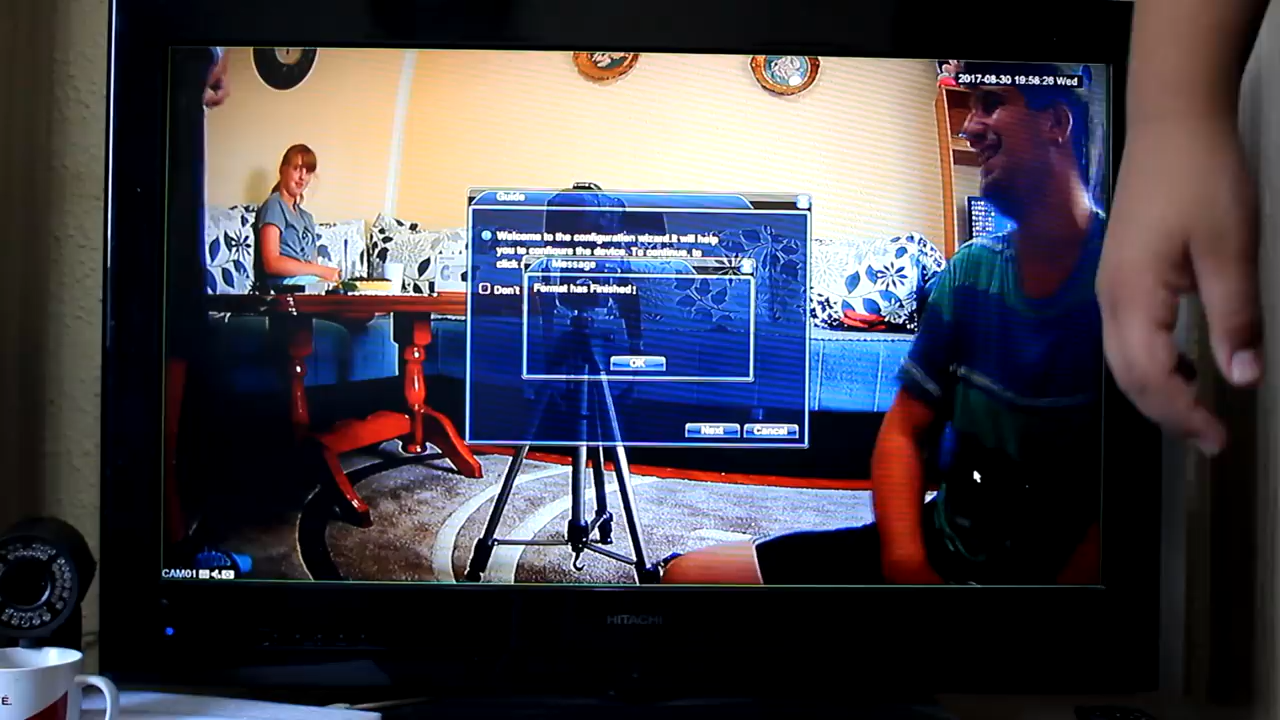 2017-08-30 19:58:26 Wed
Guide
Welcome to the configuration wizard.It will help
you to configure the device. To continue, to
click
Message
Don't
Format has Finished!
OK
Next
Cancel
CAM01
HITACHI
É